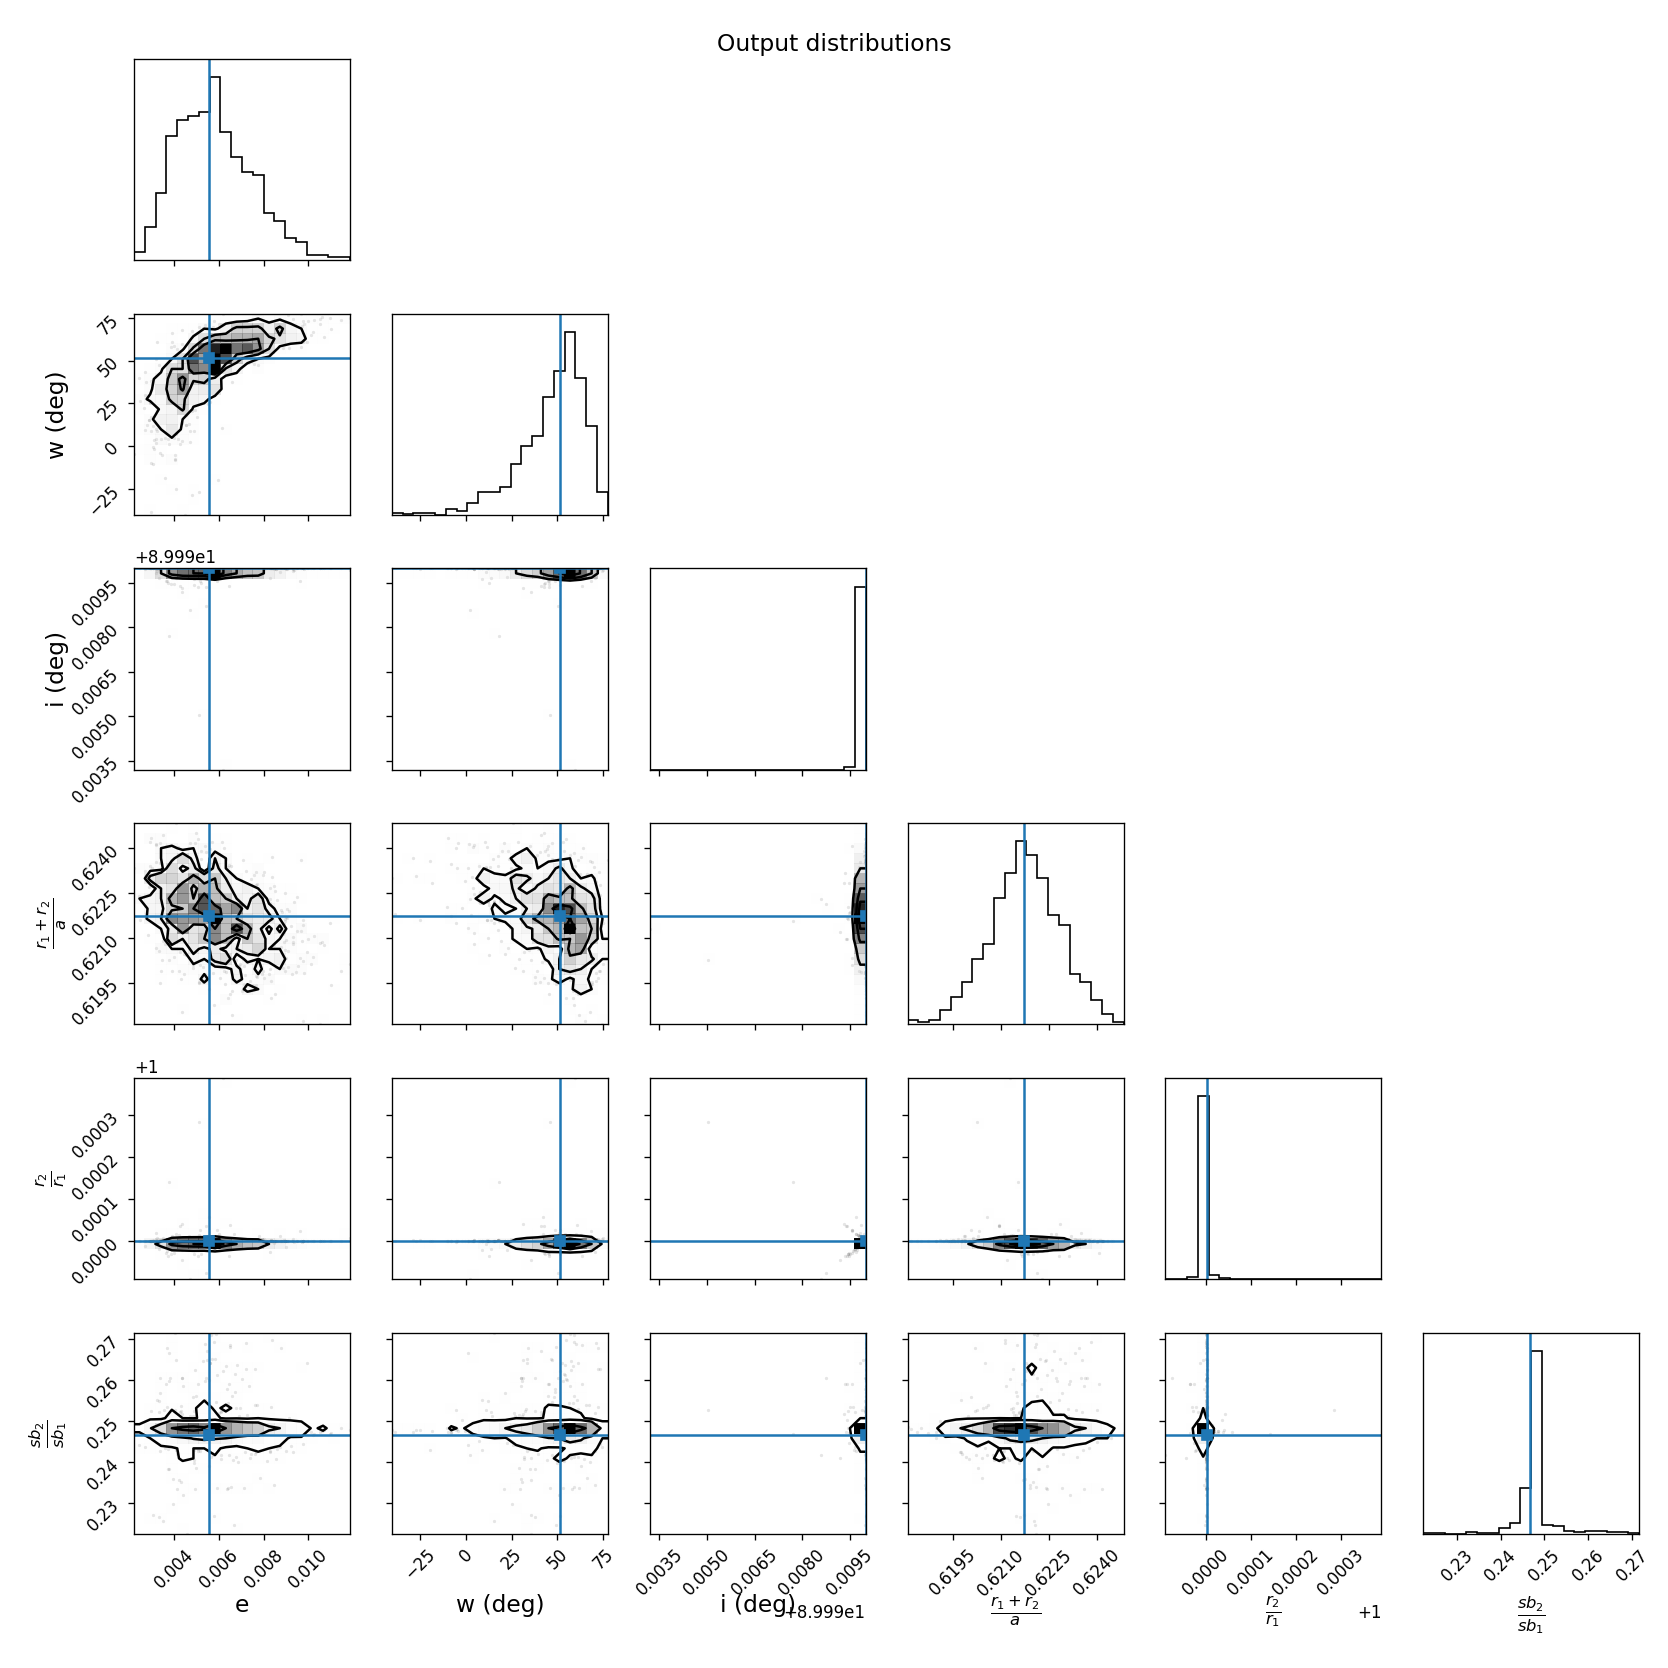 Output distributions
w (deg)
75
50
25
0
−25
+8.999e1
i (deg)
0.0095
0.0080
0.0065
0.0050
0.0035
r₁ + r₂
a
0.6240
0.6225
0.6210
0.6195
+1
r₂
r₁
0.0003
0.0002
0.0001
0.0000
sb₂
sb₁
0.27
0.26
0.25
0.24
0.23
0.004 0.006 0.008 0.010
e
−25 0 25 50 75
w (deg)
0.0035 0.0050 0.0065 0.0080 0.0095
i (deg)
+8.999e1
0.6195 0.6210 0.6225 0.6240
r₁ + r₂
a
0.0000 0.0001 0.0002 0.0003
r₂
r₁
+1
0.23 0.24 0.25 0.26 0.27
sb₂
sb₁